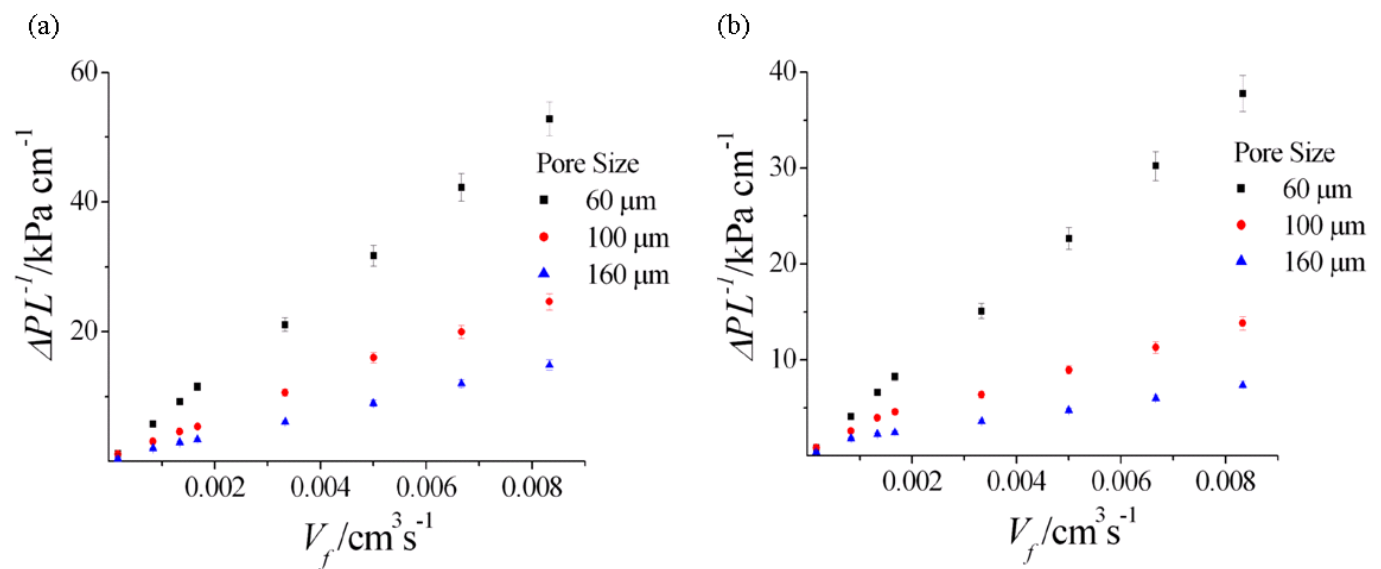 (a)
60
40
20
ΔPL⁻¹/kPa cm⁻¹
Pore Size
60 μm
100 μm
160 μm
0.002 0.004 0.006 0.008
V_f/cm³s⁻¹
(b)
40
30
20
10
ΔPL⁻¹/kPa cm⁻¹
Pore Size
60 μm
100 μm
160 μm
0.002 0.004 0.006 0.008
V_f/cm³s⁻¹